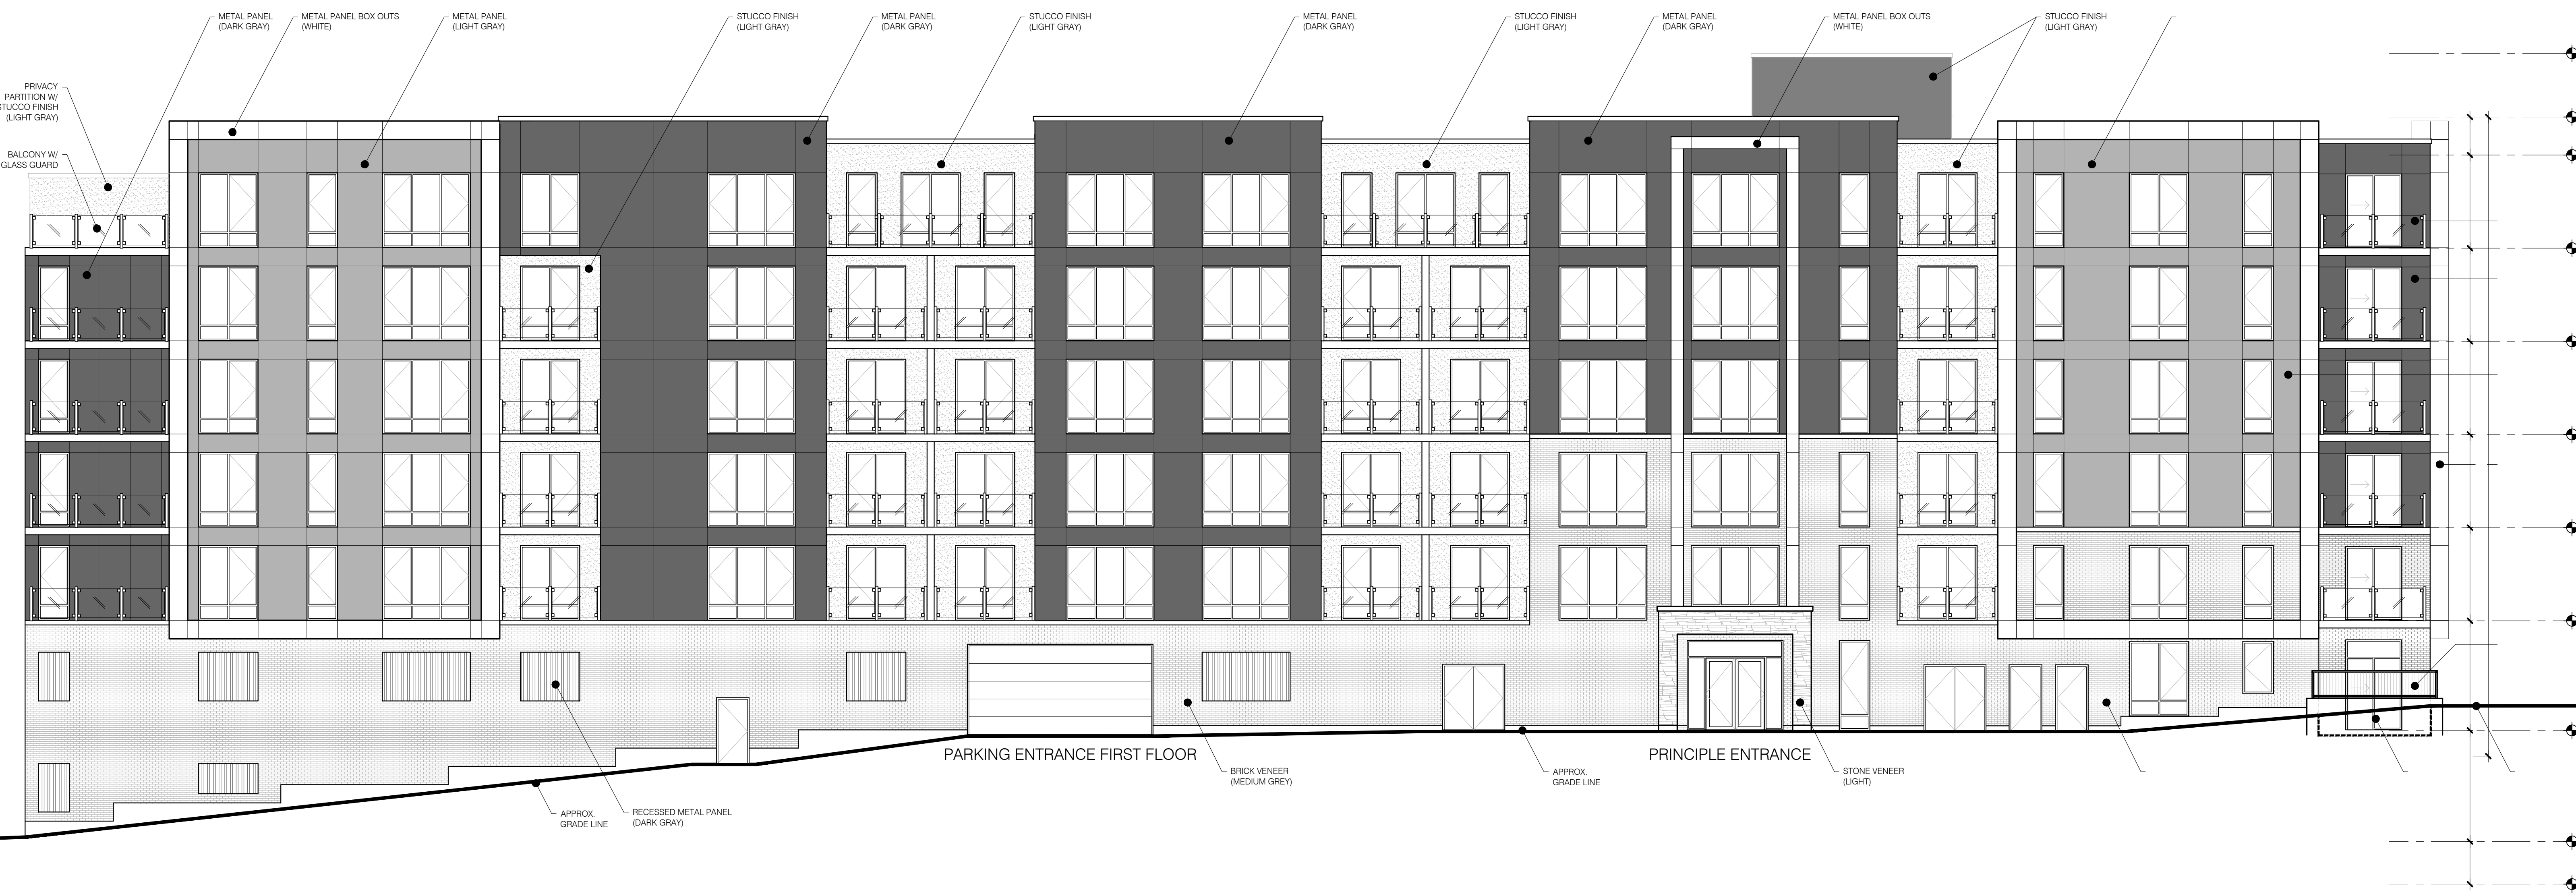 METAL PANEL
(DARK GRAY)
METAL PANEL BOX OUTS
(WHITE)
METAL PANEL
(LIGHT GRAY)
STUCCO FINISH
(LIGHT GRAY)
METAL PANEL
(DARK GRAY)
STUCCO FINISH
(LIGHT GRAY)
METAL PANEL
(DARK GRAY)
STUCCO FINISH
(LIGHT GRAY)
METAL PANEL
(DARK GRAY)
METAL PANEL BOX OUTS
(WHITE)
STUCCO FINISH
(LIGHT GRAY)
PRIVACY
PARTITION W/
STUCCO FINISH
(LIGHT GRAY)
BALCONY W/
GLASS GUARD
PARKING ENTRANCE FIRST FLOOR
PRINCIPLE ENTRANCE
BRICK VENEER
(MEDIUM GREY)
APPROX.
GRADE LINE
STONE VENEER
(LIGHT)
APPROX.
GRADE LINE
RECESSED METAL PANEL
(DARK GRAY)